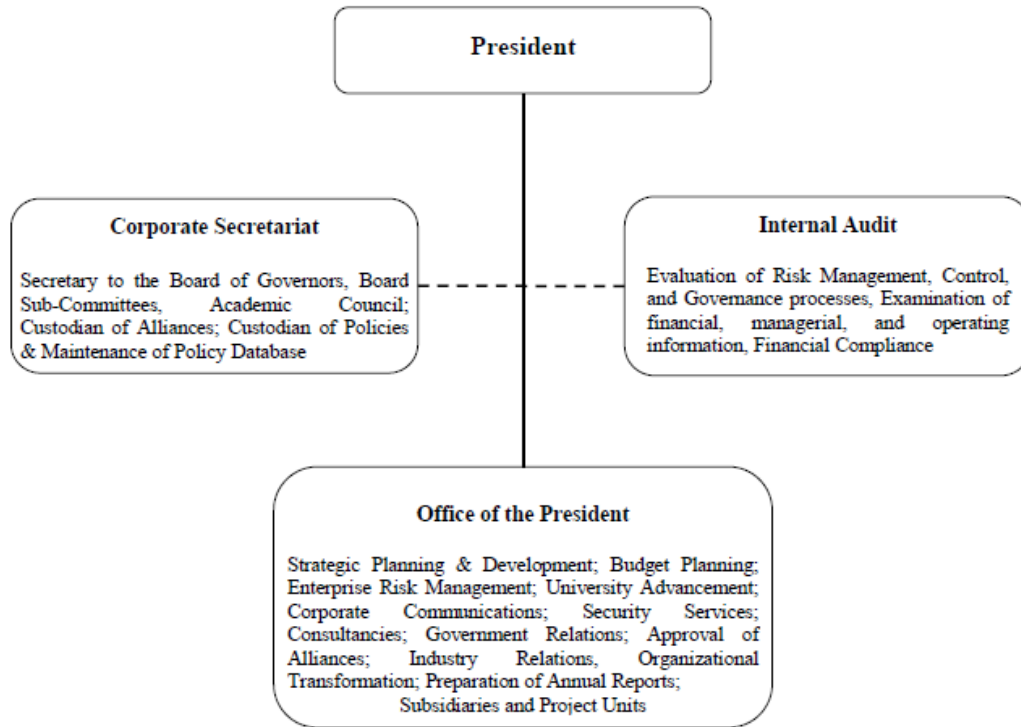 President
Corporate Secretariat
Secretary to the Board of Governors, Board
Sub-Committees, Academic Council;
Custodian of Alliances; Custodian of Policies
& Maintenance of Policy Database
Internal Audit
Evaluation of Risk Management, Control,
and Governance processes, Examination of
financial, managerial, and operating
information, Financial Compliance
Office of the President
Strategic Planning & Development; Budget Planning;
Enterprise Risk Management; University Advancement;
Corporate Communications; Security Services;
Consultancies; Government Relations; Approval of
Alliances; Industry Relations, Organizational
Transformation; Preparation of Annual Reports;
Subsidiaries and Project Units